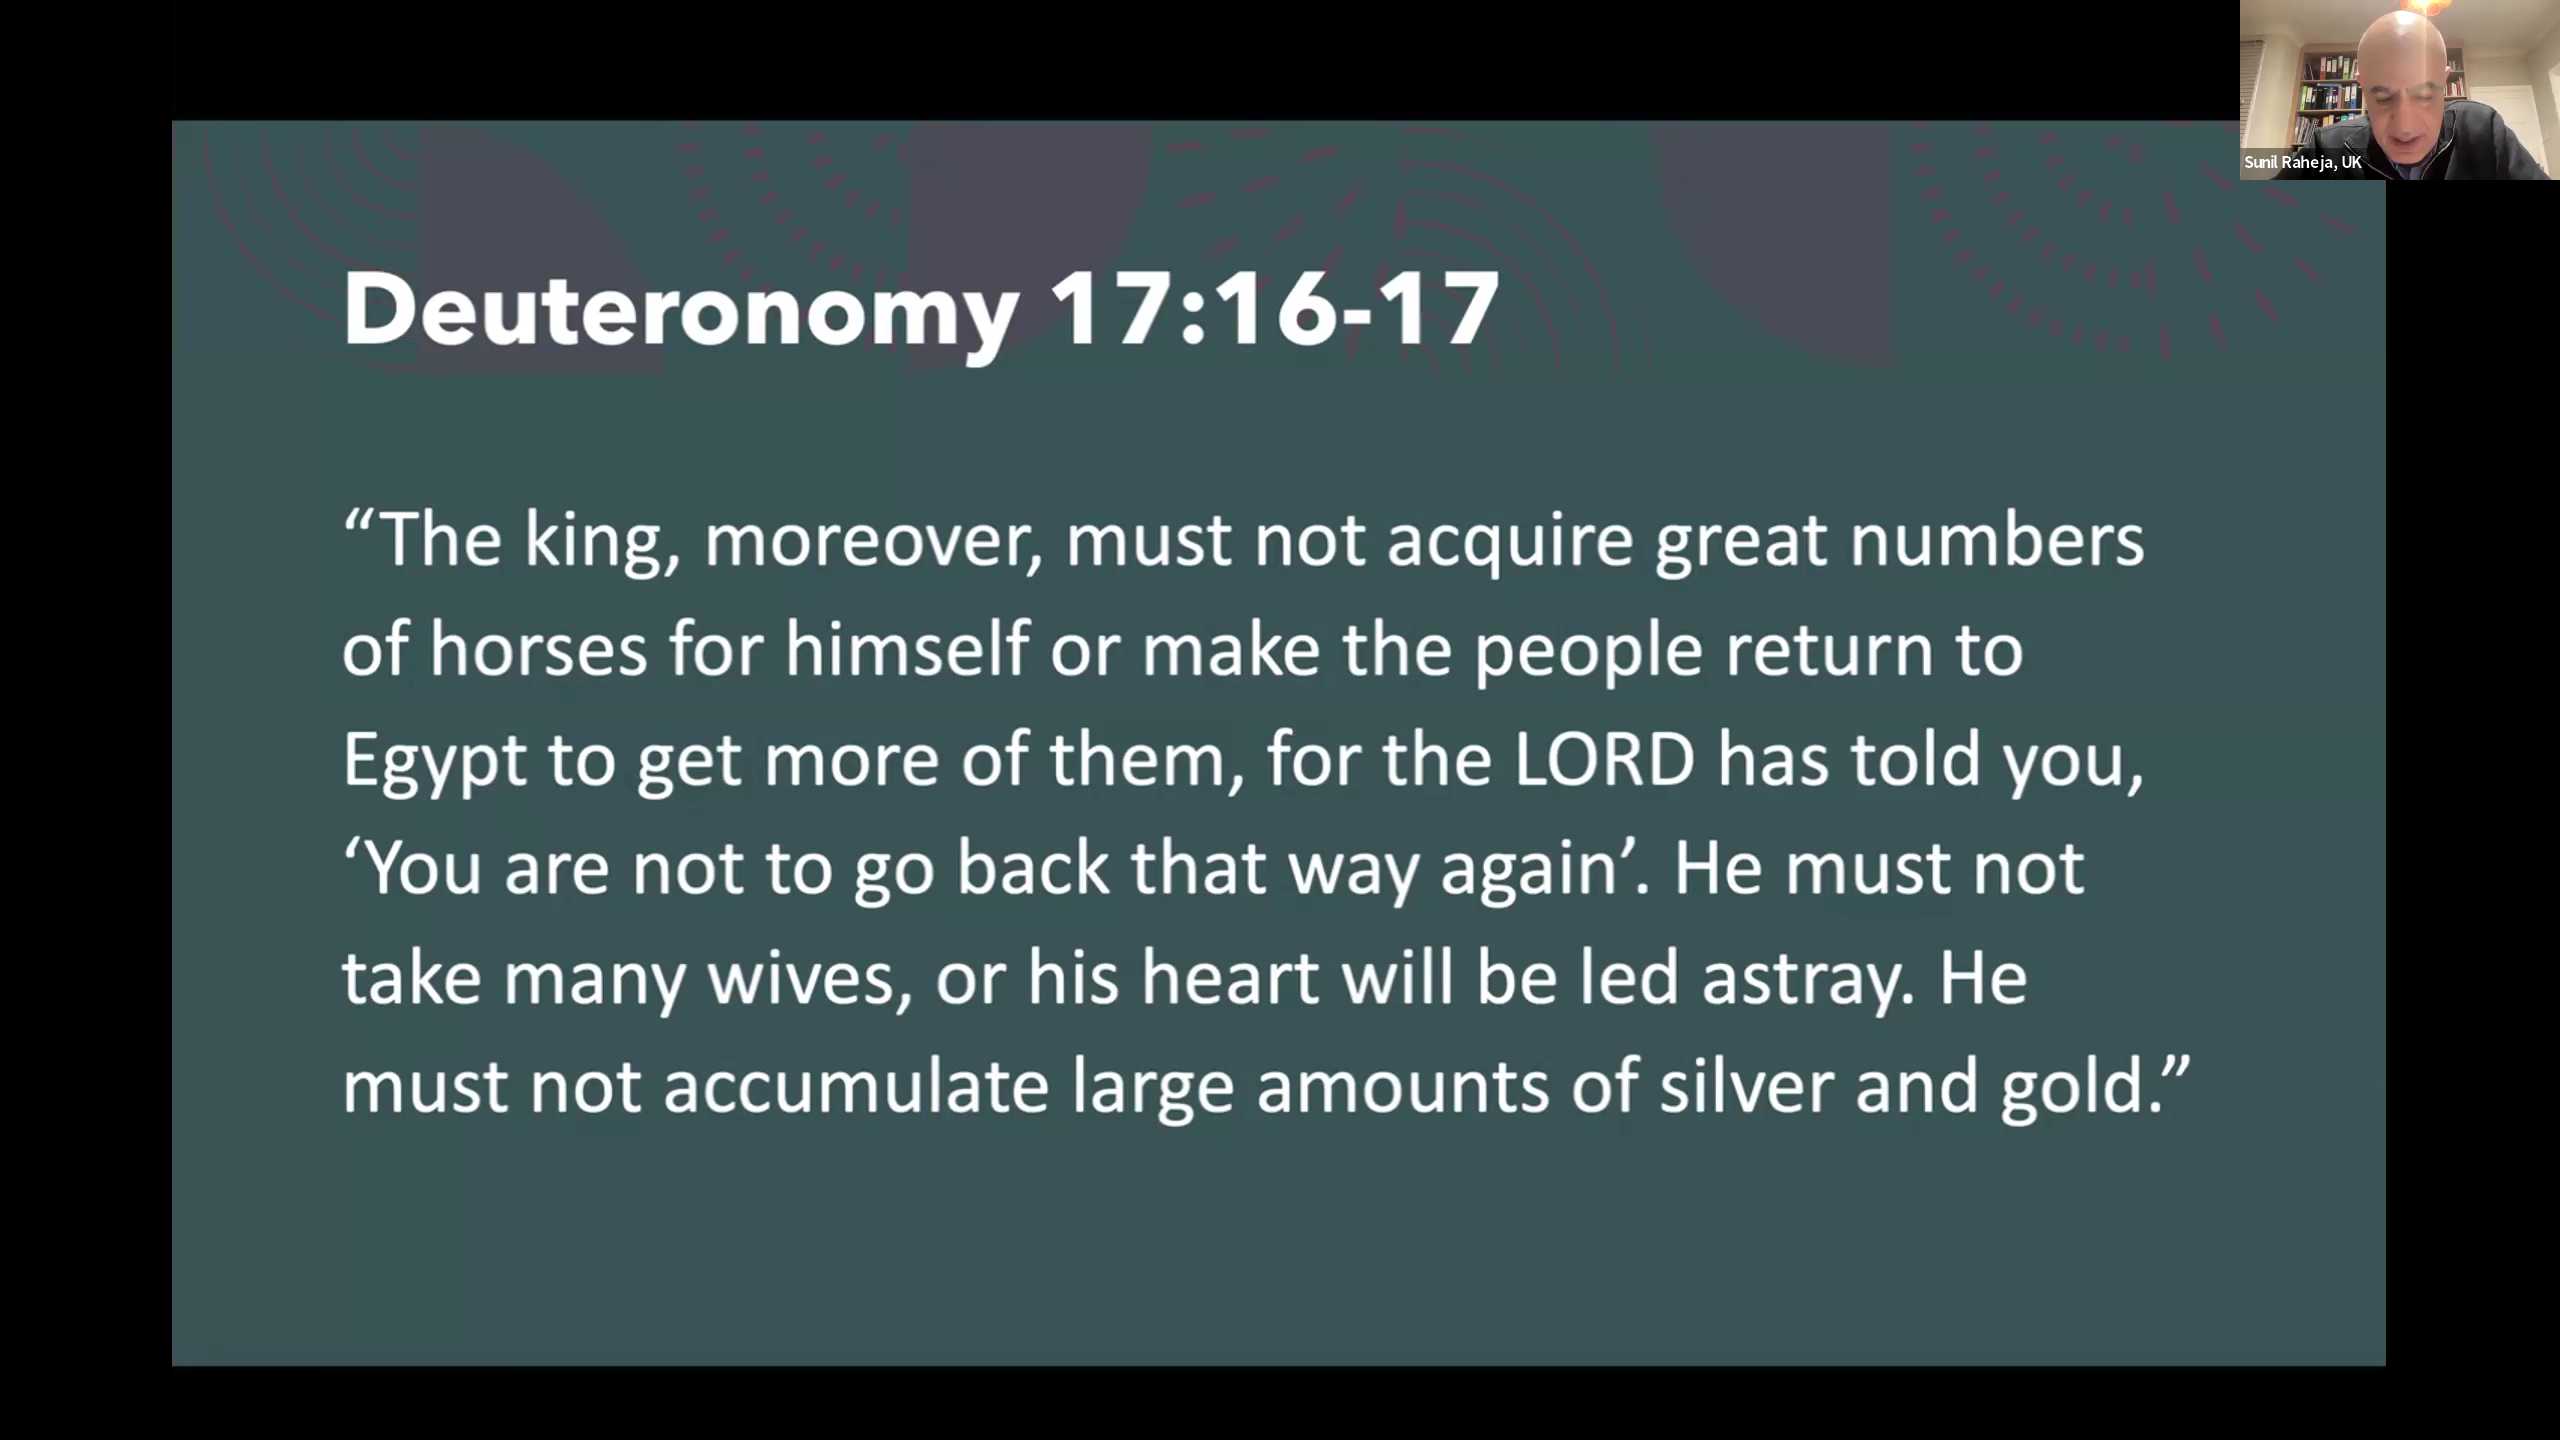 Sunil Raheja, UK
Deuteronomy 17:16-17
“The king, moreover, must not acquire great numbers
of horses for himself or make the people return to
Egypt to get more of them, for the LORD has told you,
‘You are not to go back that way again’. He must not
take many wives, or his heart will be led astray. He
must not accumulate large amounts of silver and gold.”